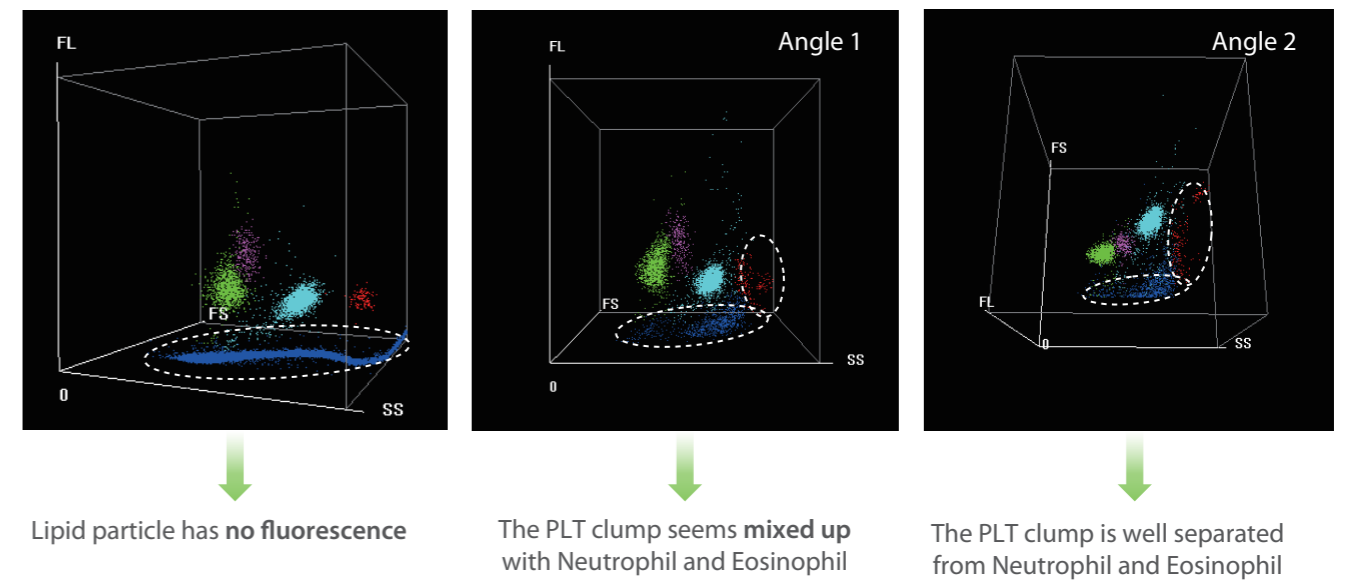 FL
FS
0
SS
Lipid particle has no fluorescence
Angle 1
FL
FS
SS
0
The PLT clump seems mixed up
with Neutrophil and Eosinophil
Angle 2
FS
FL
0
SS
The PLT clump is well separated
from Neutrophil and Eosinophil